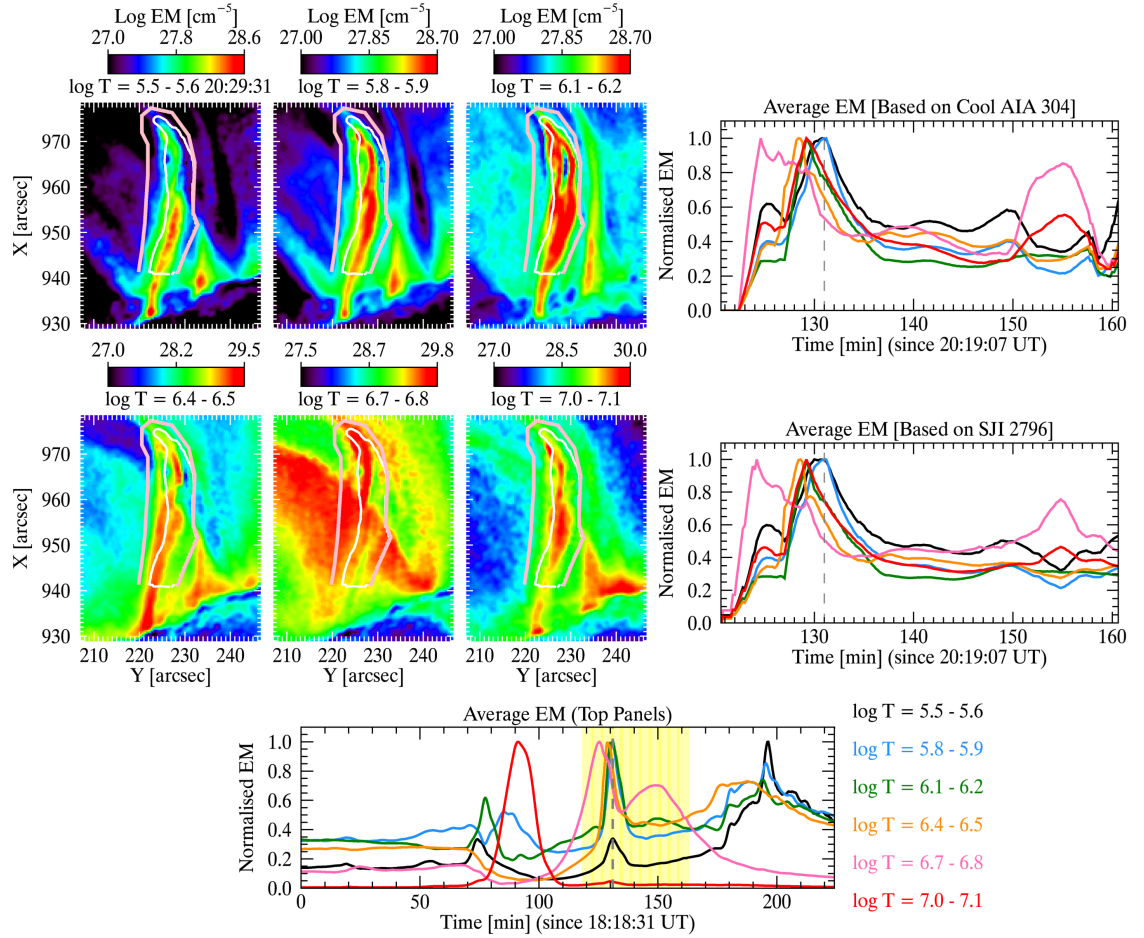 Log EM [cm⁻⁵] Log EM [cm⁻⁵] Log EM [cm⁻⁵]
27.0 27.8 28.6 27.00 27.85 28.70 27.00 27.85 28.70
log T = 5.5 - 5.6 20:29:31 log T = 5.8 - 5.9 log T = 6.1 - 6.2
X [arcsec]
970
960
950
940
930
27.0 28.2 29.5 27.5 28.7 29.8 27.0 28.5 30.0
log T = 6.4 - 6.5 log T = 6.7 - 6.8 log T = 7.0 - 7.1
X [arcsec]
970
960
950
940
930
210 220 230 240 210 220 230 240 210 220 230 240
Y [arcsec] Y [arcsec] Y [arcsec]
Average EM [Based on Cool AIA 304]
Normalised EM
1.0
0.8
0.6
0.4
0.2
0.0
130 140 150 160
Time [min] (since 20:19:07 UT)
Average EM [Based on SJI 2796]
Normalised EM
1.0
0.8
0.6
0.4
0.2
0.0
130 140 150 160
Time [min] (since 20:19:07 UT)
Average EM (Top Panels)
Normalised EM
1.0
0.8
0.6
0.4
0.2
0.0
0 50 100 150 200
Time [min] (since 18:18:31 UT)
log T = 5.5 - 5.6
log T = 5.8 - 5.9
log T = 6.1 - 6.2
log T = 6.4 - 6.5
log T = 6.7 - 6.8
log T = 7.0 - 7.1